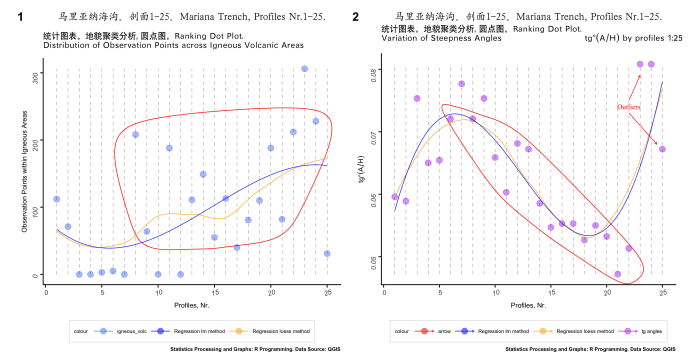 1
马里亚纳海沟。剖面1-25. Mariana Trench, Profiles Nr.1-25.
统计图表。地貌聚类分析. 圆点图。Ranking Dot Plot.
Distribution of Observation Points across Igneous Volcanic Areas
Observation Points within Igneous Areas
300
200
100
0
0
5
10
15
20
25
Profiles, Nr.
colour
igneous_volc
Regression lm method
Regression loess method
Statistics Processing and Graphs: R Programming. Data Source: QGIS
2
马里亚纳海沟。剖面1-25. Mariana Trench, Profiles Nr.1-25.
统计图表。地貌聚类分析. 圆点图。Ranking Dot Plot.
Variation of Steepness Angles tg°(A/H) by profiles 1:25
tg°(A/H)
0.08
0.07
0.06
0.05
Outliers
0
5
10
15
20
25
Profiles, Nr.
colour
arrow
Regression lm method
Regression loess method
tg angles
Statistics Processing and Graphs: R Programming. Data Source: QGIS